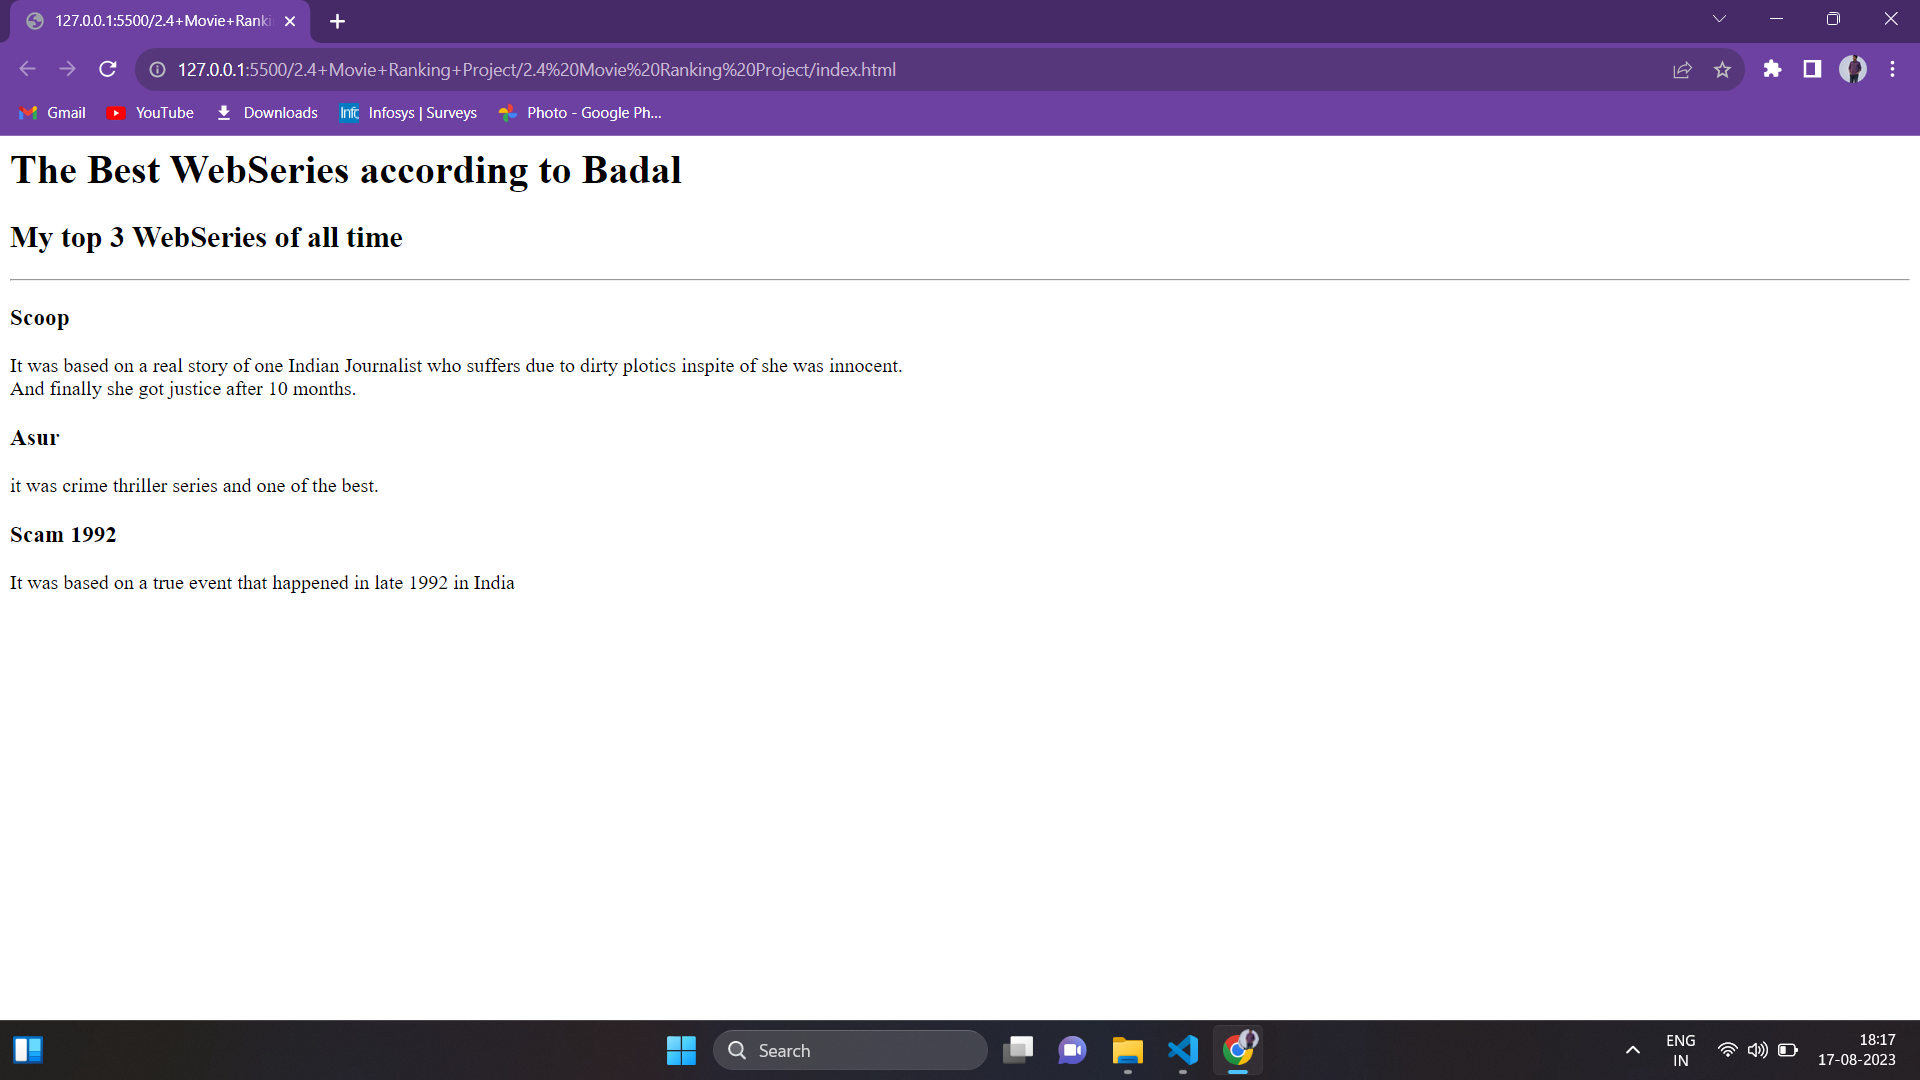 127.0.0.1:5500/2.4+Movie+Ranki
127.0.0.1:5500/2.4+Movie+Ranking+Project/2.4%20Movie%20Ranking%20Project/index.html
Gmail YouTube Downloads Infc Infosys | Surveys Photo - Google Ph...
The Best WebSeries according to Badal
My top 3 WebSeries of all time
Scoop
It was based on a real story of one Indian Journalist who suffers due to dirty plotics inspite of she was innocent.
And finally she got justice after 10 months.
Asur
it was crime thriller series and one of the best.
Scam 1992
It was based on a true event that happened in late 1992 in India
Search
ENG
IN
18:17
17-08-2023